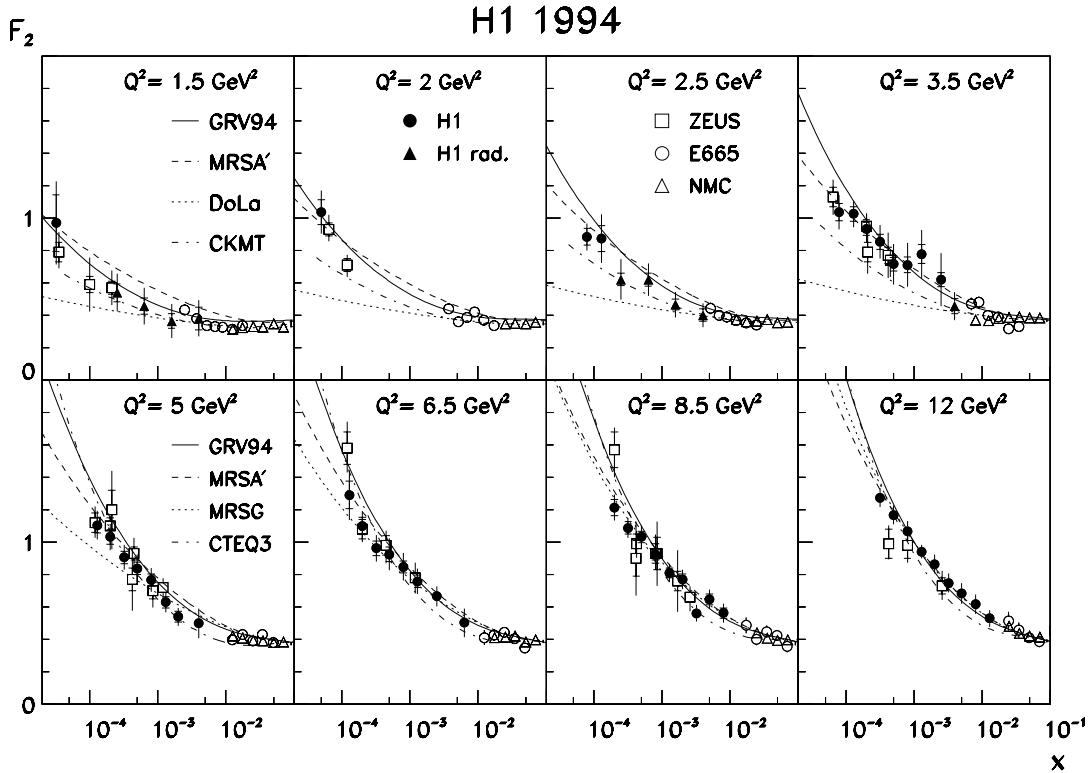 H1 1994
F₂
Q²= 1.5 GeV²
Q²= 2 GeV²
Q²= 2.5 GeV²
Q²= 3.5 GeV²
GRV94
MRSA′
DoLa
CKMT
H1
H1 rad.
ZEUS
E665
NMC
1
0
Q²= 5 GeV²
Q²= 6.5 GeV²
Q²= 8.5 GeV²
Q²= 12 GeV²
GRV94
MRSA′
MRSG
CTEQ3
1
0
10⁻⁴ 10⁻³ 10⁻² 10⁻⁴ 10⁻³ 10⁻² 10⁻⁴ 10⁻³ 10⁻² 10⁻⁴ 10⁻³ 10⁻² 10⁻¹
x